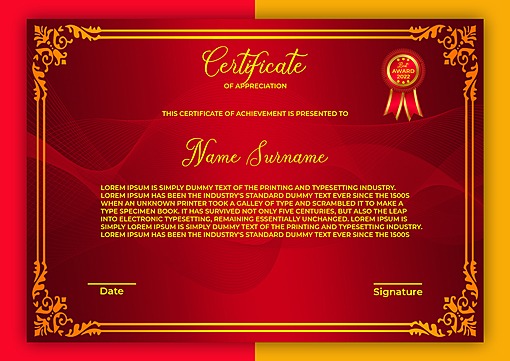 Certificate
OF APPRECIATION
Best
AWARD
2022
THIS CERTIFICATE OF ACHIEVEMENT IS PRESENTED TO
Name Surname
LOREM IPSUM IS SIMPLY DUMMY TEXT OF THE PRINTING AND TYPESETTING INDUSTRY.
LOREM IPSUM HAS BEEN THE INDUSTRY'S STANDARD DUMMY TEXT EVER SINCE THE 1500S
WHEN AN UNKNOWN PRINTER TOOK A GALLEY OF TYPE AND SCRAMBLED IT TO MAKE A
TYPE SPECIMEN BOOK. IT HAS SURVIVED NOT ONLY FIVE CENTURIES, BUT ALSO THE LEAP
INTO ELECTRONIC TYPESETTING, REMAINING ESSENTIALLY UNCHANGED. LOREM IPSUM IS
SIMPLY DUMMY TEXT OF THE PRINTING AND TYPESETTING INDUSTRY. LOREM IPSUM HAS
BEEN THE INDUSTRY'S STANDARD DUMMY TEXT EVER SINCE THE 1500S
Date
Signature